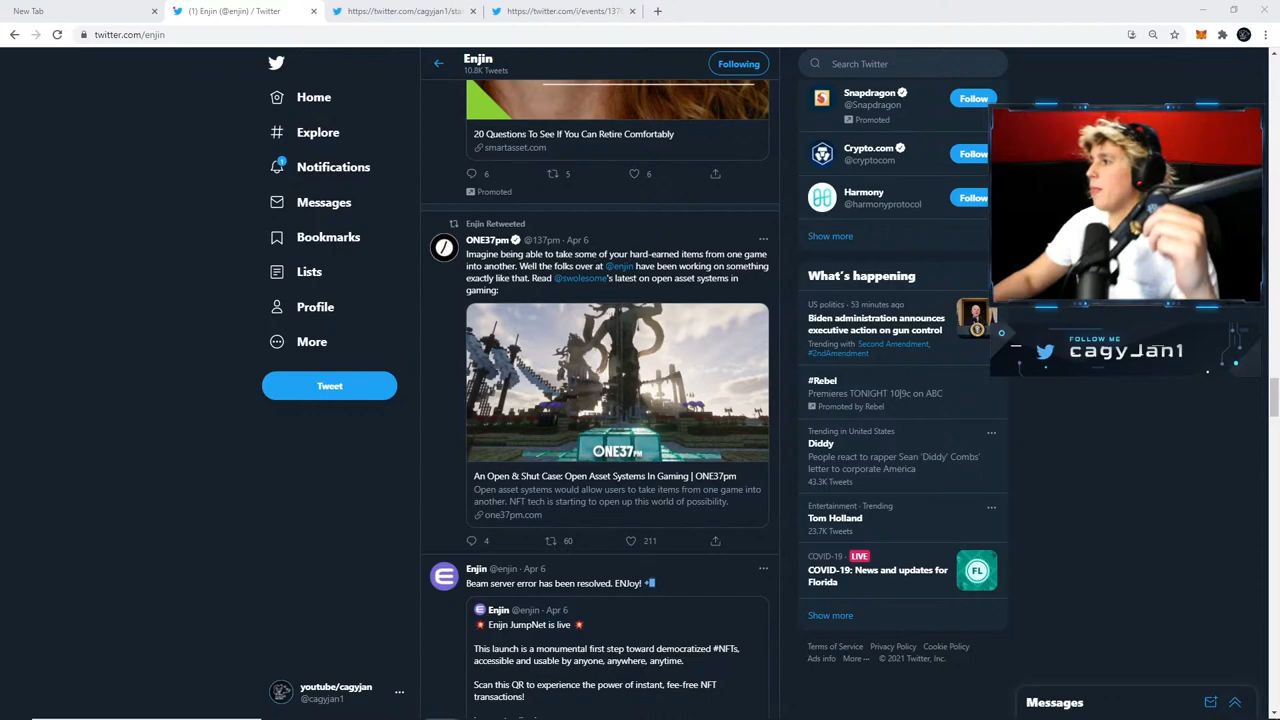 New Tab
(1) Enjin (@enjin) / Twitter
https://twitter.com/cagyjan1/sta
https://twitter.com/i/events/137
twitter.com/enjin
Enjin
10.8K Tweets
Following
Home
Explore
1
Notifications
Messages
Bookmarks
Lists
Profile
More
Tweet
youtube/cagyjan
@cagyjan1
20 Questions To See If You Can Retire Comfortably
smartasset.com
6 5 6
Promoted
Enjin Retweeted
ONE37pm @137pm · Apr 6
Imagine being able to take some of your hard-earned items from one game
into another. Well the folks over at @enjin have been working on something
exactly like that. Read @swolesome's latest on open asset systems in
gaming:
ONE37PM
An Open & Shut Case: Open Asset Systems In Gaming | ONE37pm
Open asset systems would allow users to take items from one game into
another. NFT tech is starting to open up this world of possibility.
one37pm.com
4 60 211
Enjin @enjin · Apr 6
Beam server error has been resolved. ENJoy!
Enjin @enjin · Apr 6
Enijn JumpNet is live
This launch is a monumental first step toward democratized #NFTs,
accessible and usable by anyone, anywhere, anytime.
Scan this QR to experience the power of instant, fee-free NFT
transactions!
Search Twitter
Snapdragon
@Snapdragon
Promoted
Follow
Crypto.com
@cryptocom
Follow
Harmony
@harmonyprotocol
Follow
Show more
What's happening
US politics · 53 minutes ago
Biden administration announces
executive action on gun control
Trending with Second Amendment,
#2ndAmendment
#Rebel
Premieres TONIGHT 10|9c on ABC
Promoted by Rebel
Trending in United States
Diddy
People react to rapper Sean 'Diddy' Combs'
letter to corporate America
43.3K Tweets
Entertainment · Trending
Tom Holland
23.7K Tweets
COVID-19 · LIVE
COVID-19: News and updates for
Florida
FL
Show more
Terms of Service Privacy Policy Cookie Policy
Ads info More ··· © 2021 Twitter, Inc.
FOLLOW ME
cagyJan1
Messages